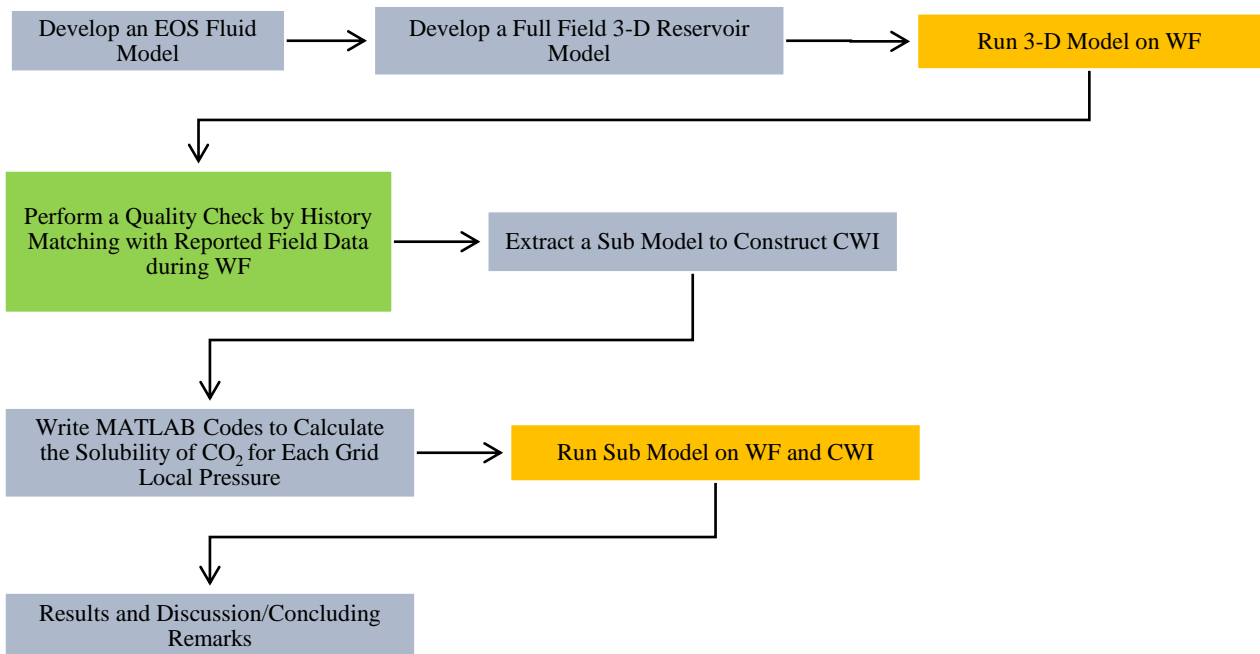 Develop an EOS Fluid
Model
Develop a Full Field 3-D Reservoir
Model
Run 3-D Model on WF
Perform a Quality Check by History
Matching with Reported Field Data
during WF
Extract a Sub Model to Construct CWI
Write MATLAB Codes to Calculate
the Solubility of CO₂ for Each Grid
Local Pressure
Run Sub Model on WF and CWI
Results and Discussion/Concluding
Remarks